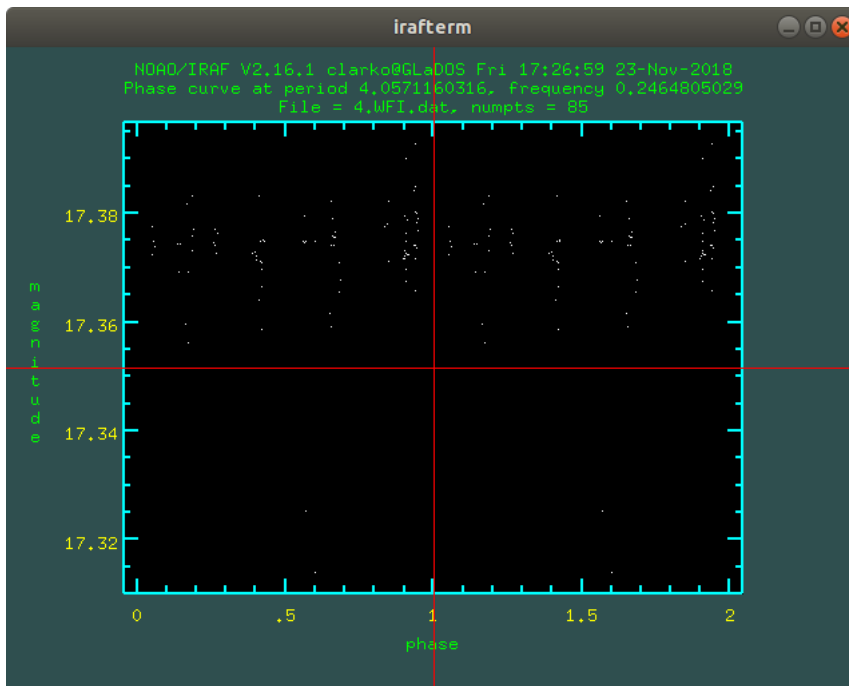 irafterm
NOAO/IRAF V2.16.1 clarko@GLaDOS Fri 17:26:59 23-Nov-2018
Phase curve at period 4.0571160316, frequency 0.2464805029
File = 4.WFI.dat, numpts = 85
17.38
17.36
17.34
17.32
magnitude
0 .5 1 1.5 2
phase